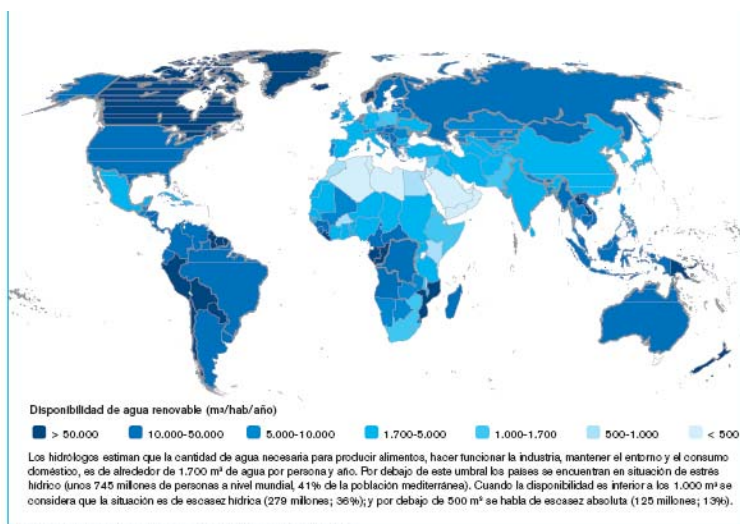 Disponibilidad de agua renovable (m³/hab/año)
> 50.000 10.000-50.000 5.000-10.000 1.700-5.000 1.000-1.700 500-1.000 < 500
Los hidrólogos estiman que la cantidad de agua necesaria para producir alimentos, hacer funcionar la industria, mantener el entorno y el consumo
doméstico, es de alrededor de 1.700 m³ de agua por persona y año. Por debajo de este umbral los países se encuentran en situación de estrés
hídrico (unos 745 millones de personas a nivel mundial, 41% de la población mediterránea). Cuando la disponibilidad es inferior a los 1.000 m³ se
considera que la situación es de escasez hídrica (279 millones; 36%); y por debajo de 500 m³ se habla de escasez absoluta (125 millones; 13%).